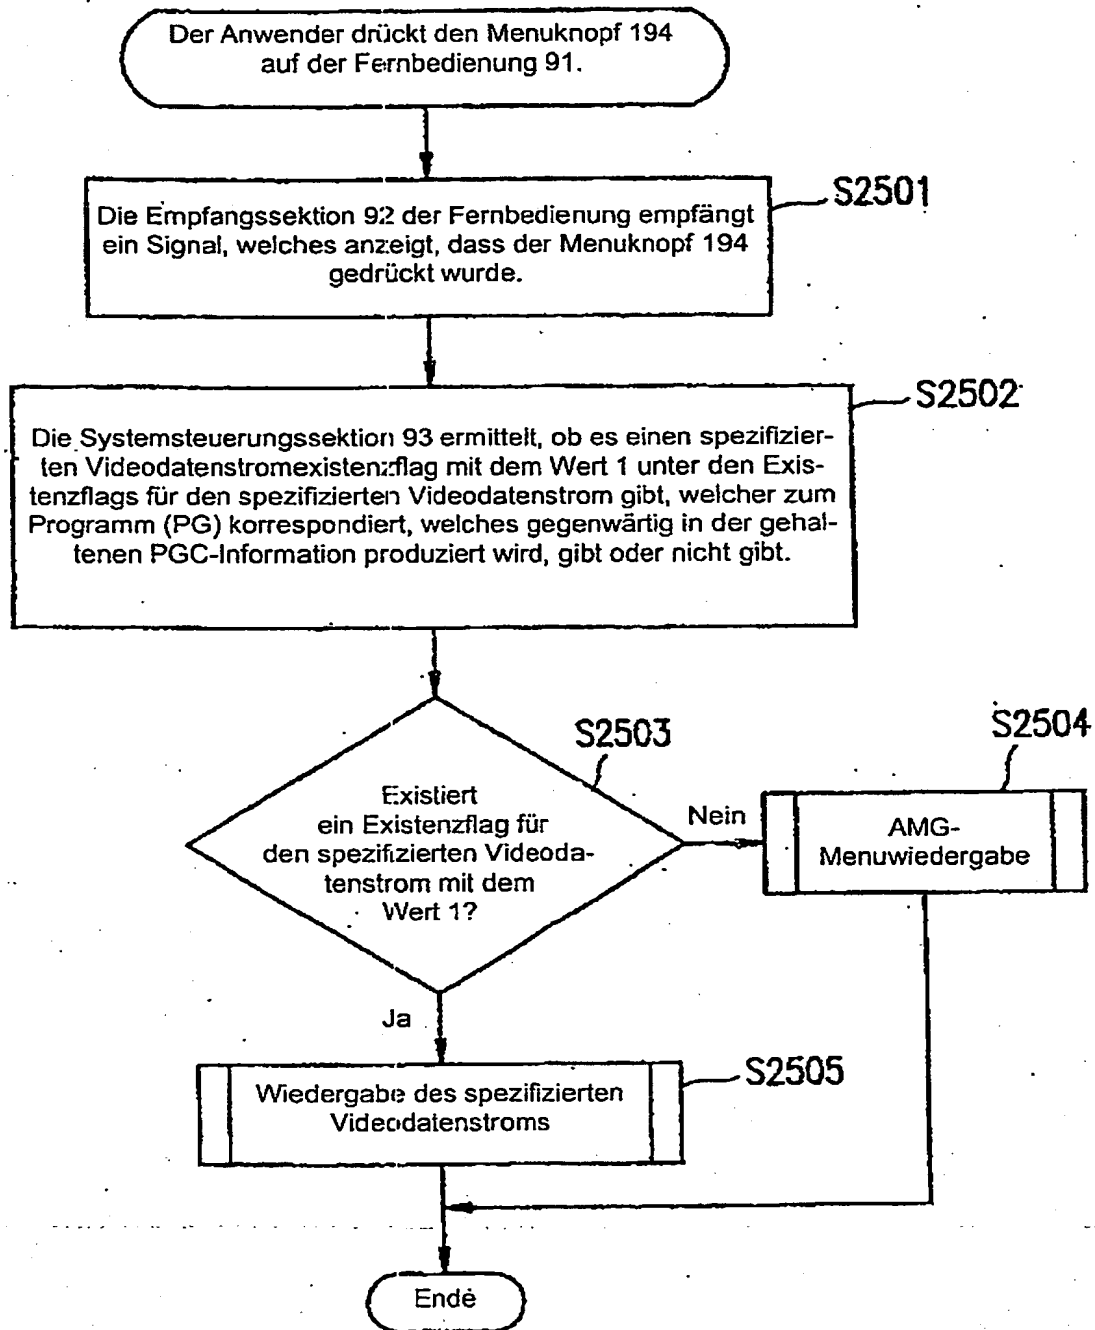 Der Anwender drückt den Menuknopf 194
auf der Fernbedienung 91.
S2501
Die Empfangssektion 92 der Fernbedienung empfängt
ein Signal, welches anzeigt, dass der Menuknopf 194
gedrückt wurde.
S2502
Die Systemsteuerungssektion 93 ermittelt, ob es einen spezifizier-
ten Videodatenstromexistenzflag mit dem Wert 1 unter den Exis-
tenzflags für den spezifizierten Videodatenstrom gibt, welcher zum
Programm (PG) korrespondiert, welches gegenwärtig in der gehal-
tenen PGC-Information produziert wird, gibt oder nicht gibt.
S2503
S2504
Existiert
ein Existenzflag für
den spezifizierten Videoda-
tenstrom mit dem
Wert 1?
Nein
AMG-
Menuwiedergabe
Ja
S2505
Wiedergabe des spezifizierten
Videodatenstroms
Ende